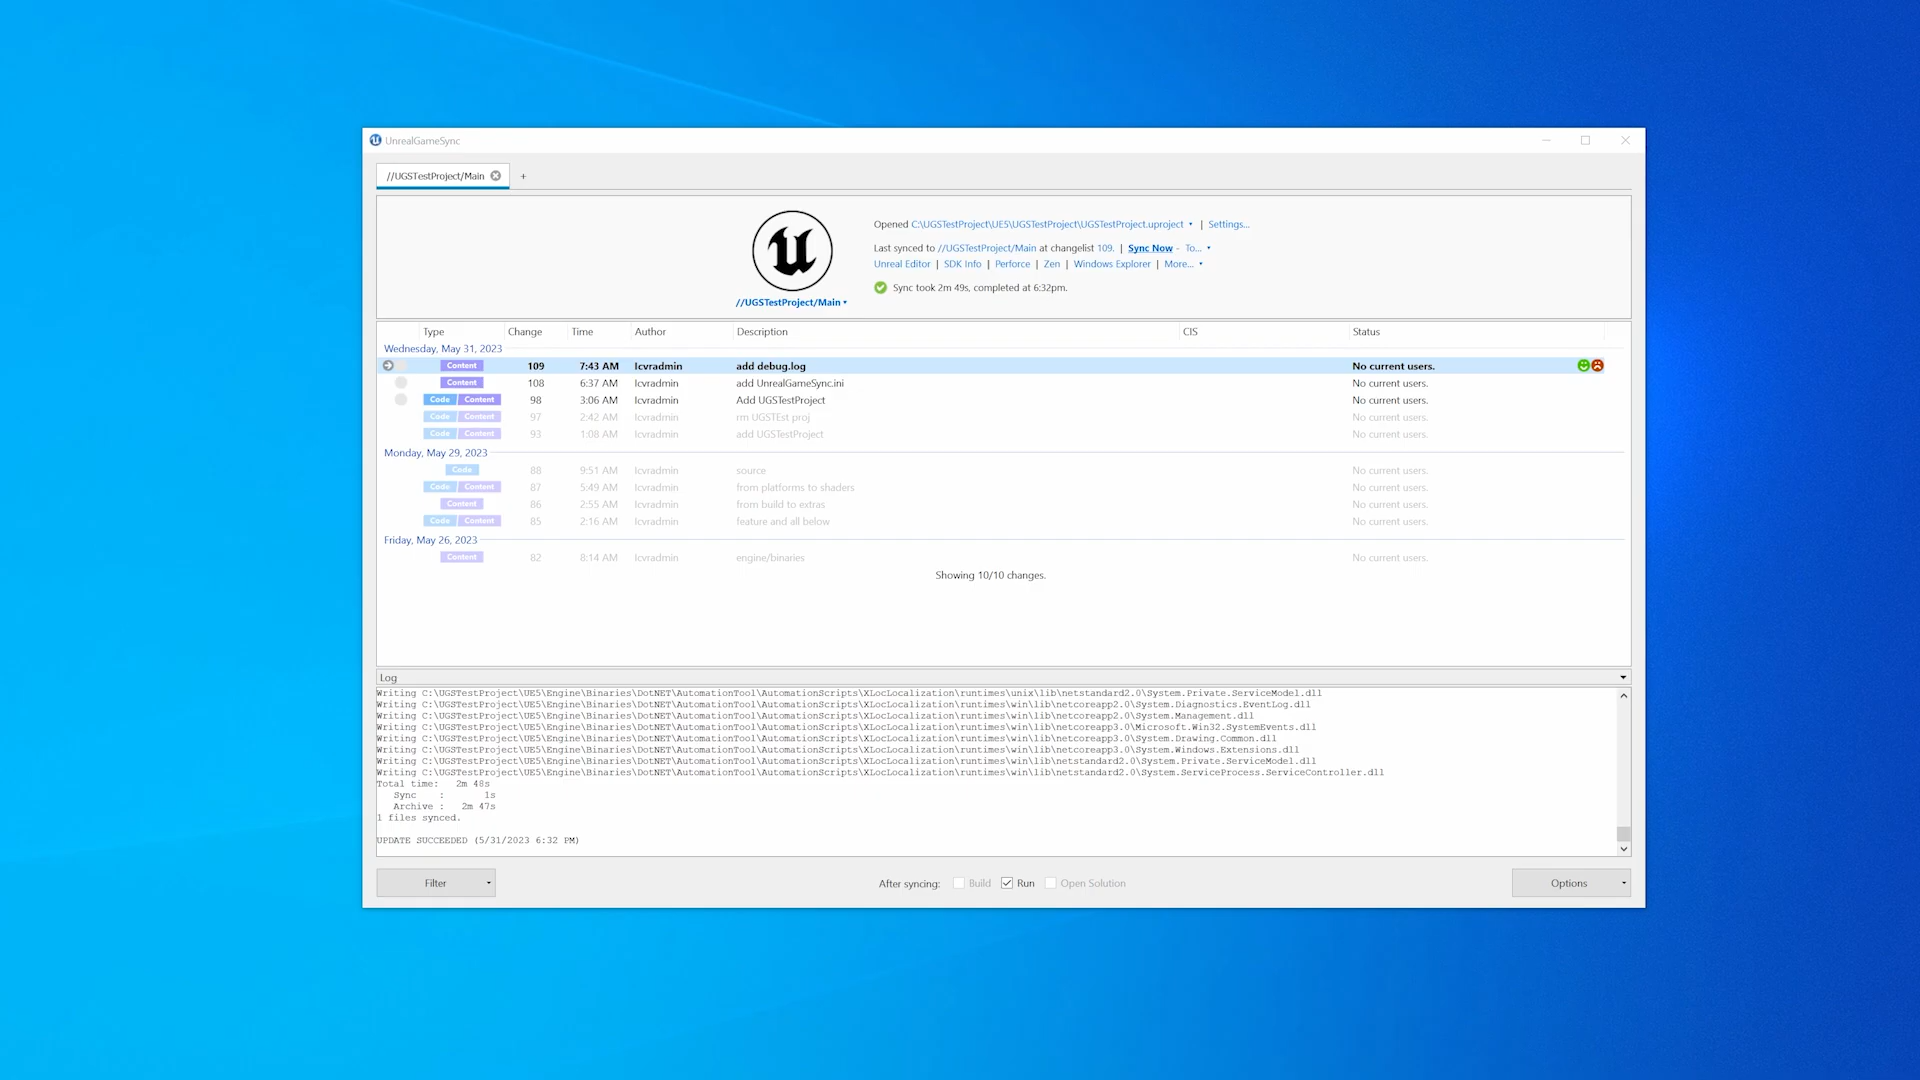 UnrealGameSync
//UGSTestProject/Main +
Opened C:\UGSTestProject\UE5\UGSTestProject\UGSTestProject.uproject | Settings...
Last synced to //UGSTestProject/Main at changelist 109. | Sync Now - To...
Unreal Editor | SDK Info | Perforce | Zen | Windows Explorer | More...
Sync took 2m 49s, completed at 6:32pm.
//UGSTestProject/Main
Type Change Time Author Description CIS Status
Wednesday, May 31, 2023
Content 109 7:43 AM lcvradmin add debug.log No current users.
Content 108 6:37 AM lcvradmin add UnrealGameSync.ini No current users.
Code Content 98 3:06 AM lcvradmin Add UGSTestProject No current users.
Code Content 97 2:42 AM lcvradmin rm UGSTEst proj No current users.
Code Content 93 1:08 AM lcvradmin add UGSTestProject No current users.
Monday, May 29, 2023
Code 88 9:51 AM lcvradmin source No current users.
Code Content 87 5:49 AM lcvradmin from platforms to shaders No current users.
Content 86 2:55 AM lcvradmin from build to extras No current users.
Code Content 85 2:16 AM lcvradmin feature and all below No current users.
Friday, May 26, 2023
Content 82 8:14 AM lcvradmin engine/binaries No current users.
Showing 10/10 changes.
Log
Writing C:\UGSTestProject\UE5\Engine\Binaries\DotNET\AutomationTool\AutomationScripts\XLocLocalization\runtimes\unix\lib\netstandard2.0\System.Private.ServiceModel.dll
Writing C:\UGSTestProject\UE5\Engine\Binaries\DotNET\AutomationTool\AutomationScripts\XLocLocalization\runtimes\win\lib\netcoreapp2.0\System.Diagnostics.EventLog.dll
Writing C:\UGSTestProject\UE5\Engine\Binaries\DotNET\AutomationTool\AutomationScripts\XLocLocalization\runtimes\win\lib\netcoreapp2.0\System.Management.dll
Writing C:\UGSTestProject\UE5\Engine\Binaries\DotNET\AutomationTool\AutomationScripts\XLocLocalization\runtimes\win\lib\netcoreapp3.0\Microsoft.Win32.SystemEvents.dll
Writing C:\UGSTestProject\UE5\Engine\Binaries\DotNET\AutomationTool\AutomationScripts\XLocLocalization\runtimes\win\lib\netcoreapp3.0\System.Drawing.Common.dll
Writing C:\UGSTestProject\UE5\Engine\Binaries\DotNET\AutomationTool\AutomationScripts\XLocLocalization\runtimes\win\lib\netcoreapp3.0\System.Windows.Extensions.dll
Writing C:\UGSTestProject\UE5\Engine\Binaries\DotNET\AutomationTool\AutomationScripts\XLocLocalization\runtimes\win\lib\netstandard2.0\System.Private.ServiceModel.dll
Writing C:\UGSTestProject\UE5\Engine\Binaries\DotNET\AutomationTool\AutomationScripts\XLocLocalization\runtimes\win\lib\netstandard2.0\System.ServiceProcess.ServiceController.dll
Total time: 2m 48s
Sync : 1s
Archive : 2m 47s
1 files synced.
UPDATE SUCCEEDED (5/31/2023 6:32 PM)
Filter After syncing: Build Run Open Solution Options